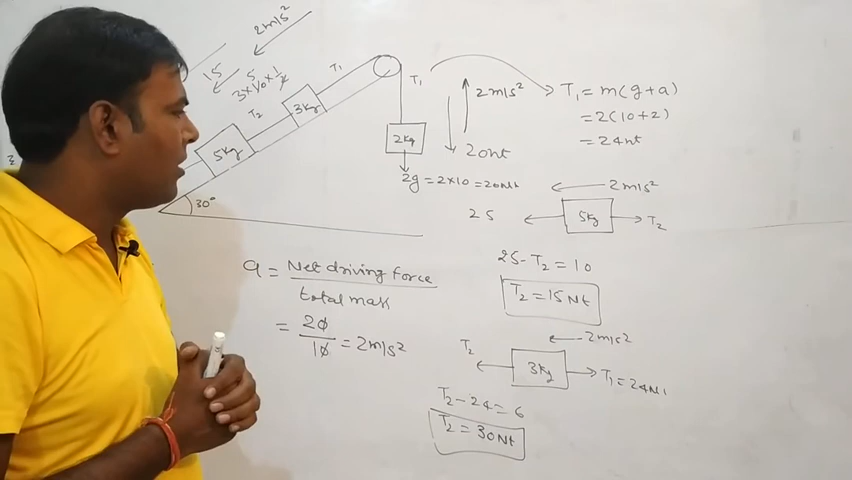 2m/s²
15
5
3×10×1/2
T₁
T₂
3kg
5kg
30°
T₁
2kg
2g = 2×10 = 20Nt
2m/s²
20nt
T₁ = m(g+a)
= 2(10+2)
= 24nt
2m/s²
25
5kg
T₂
25-T₂ = 10
T₂ = 15Nt
a = Net driving force
total mass
= 20
10
= 2m/s²
2m/s²
T₂
3kg
T₁ = 24Nt
T₂ - 24 = 6
T₂ = 30Nt